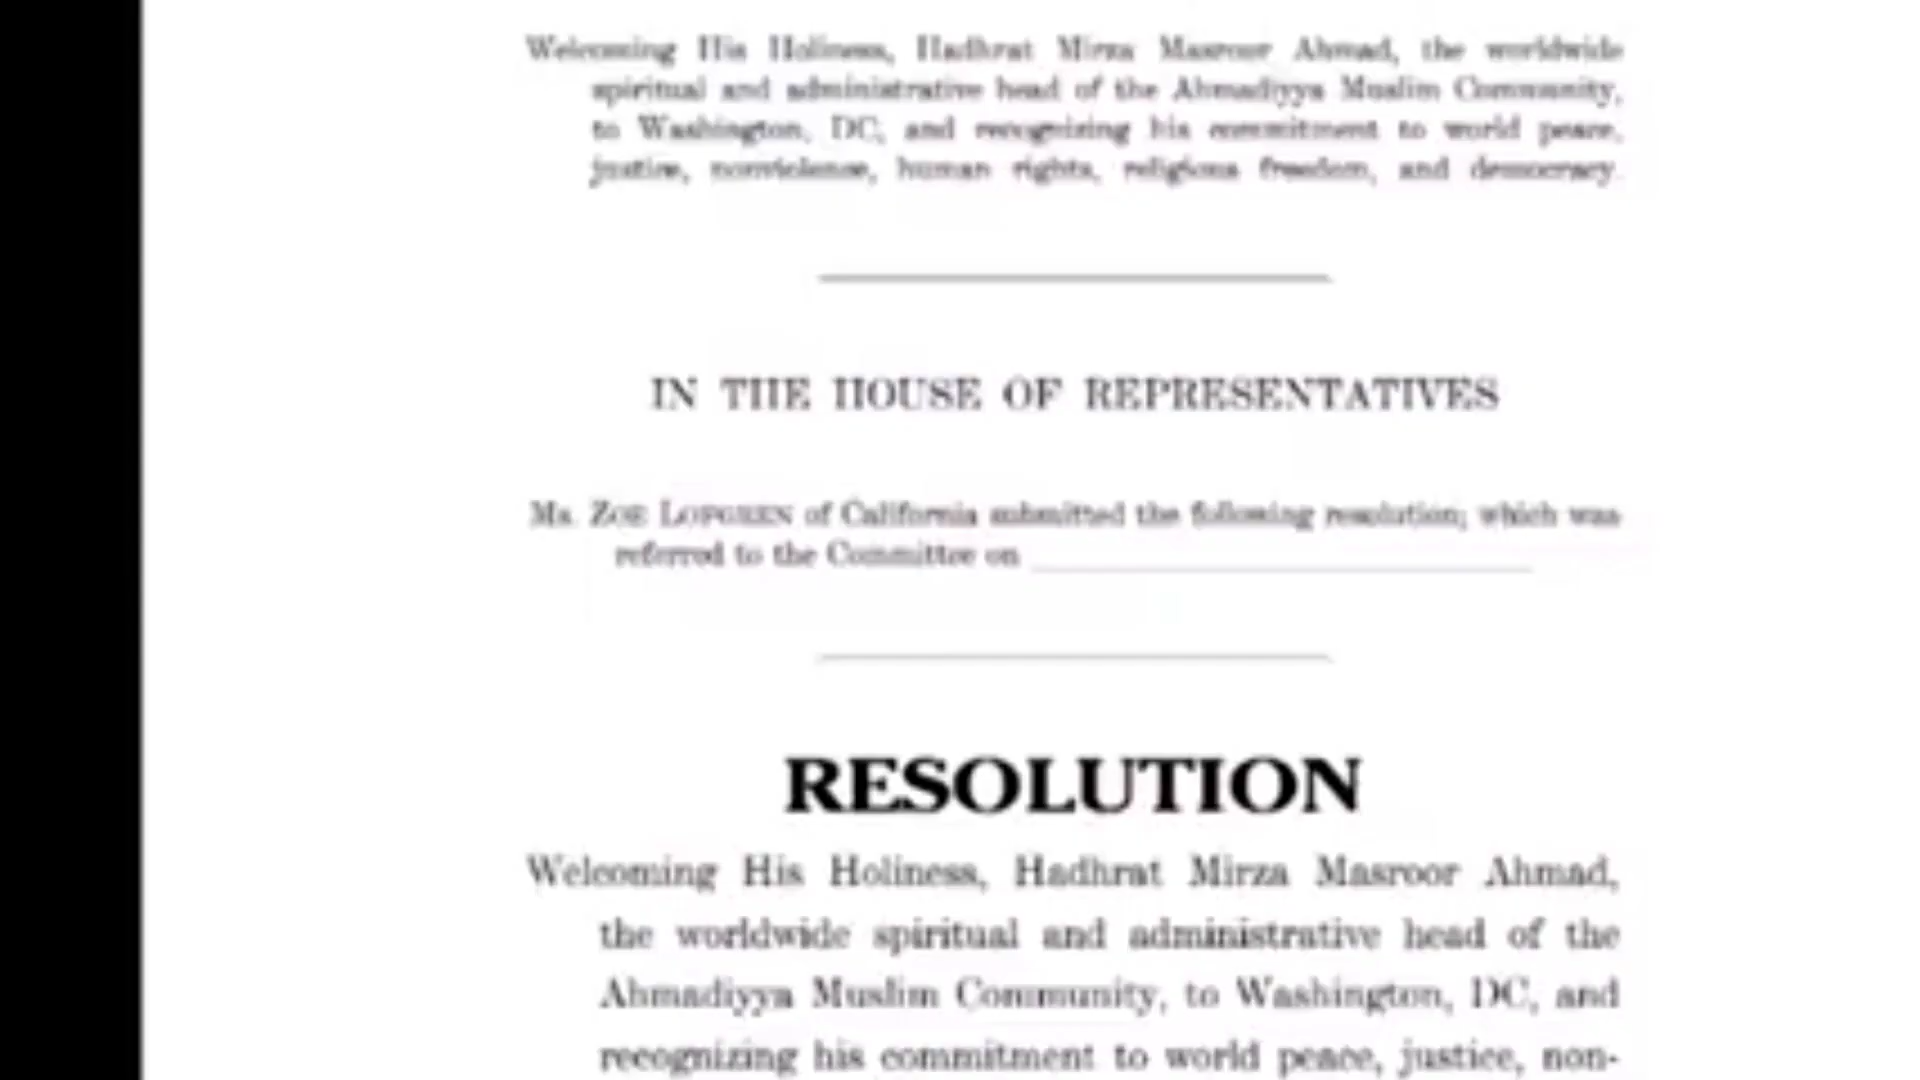 Welcoming His Holiness, Hadhrat Mirza Masroor Ahmad, the worldwide
spiritual and administrative head of the Ahmadiyya Muslim Community,
to Washington, DC, and recognizing his commitment to world peace,
justice, nonviolence, human rights, religious freedom, and democracy.
IN THE HOUSE OF REPRESENTATIVES
Ms. ZOE LOFGREN of California submitted the following resolution; which was
referred to the Committee on
RESOLUTION
Welcoming His Holiness, Hadhrat Mirza Masroor Ahmad,
the worldwide spiritual and administrative head of the
Ahmadiyya Muslim Community, to Washington, DC, and
recognizing his commitment to world peace, justice, non-